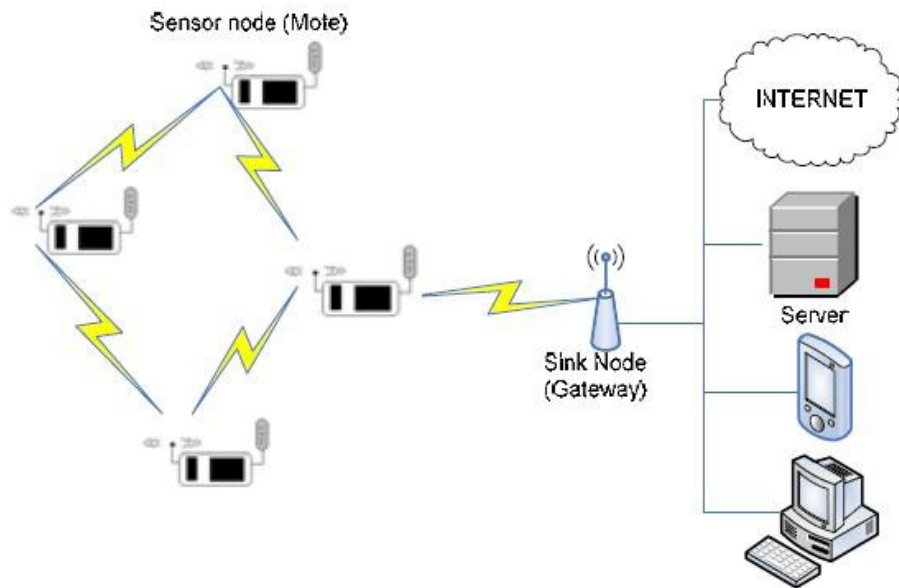 Sensor node (Mote)
INTERNET
Server
Sink Node
(Gateway)